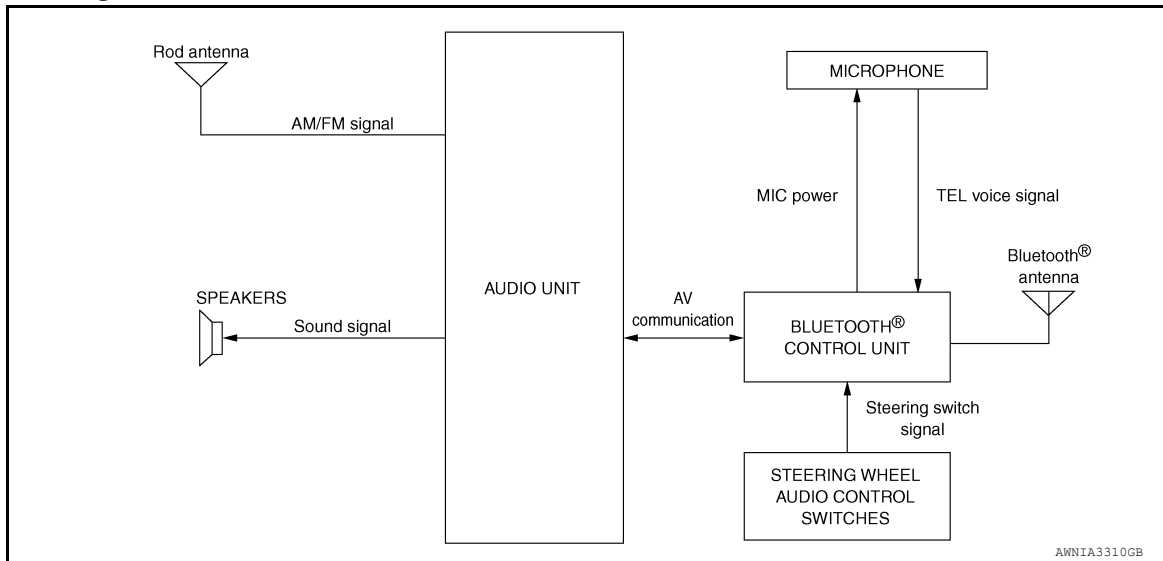 Rod antenna
AM/FM signal
SPEAKERS
Sound signal
AUDIO UNIT
AV
communication
MICROPHONE
MIC power
TEL voice signal
Bluetooth®
antenna
BLUETOOTH®
CONTROL UNIT
Steering switch
signal
STEERING WHEEL
AUDIO CONTROL
SWITCHES
AWNIA3310GB